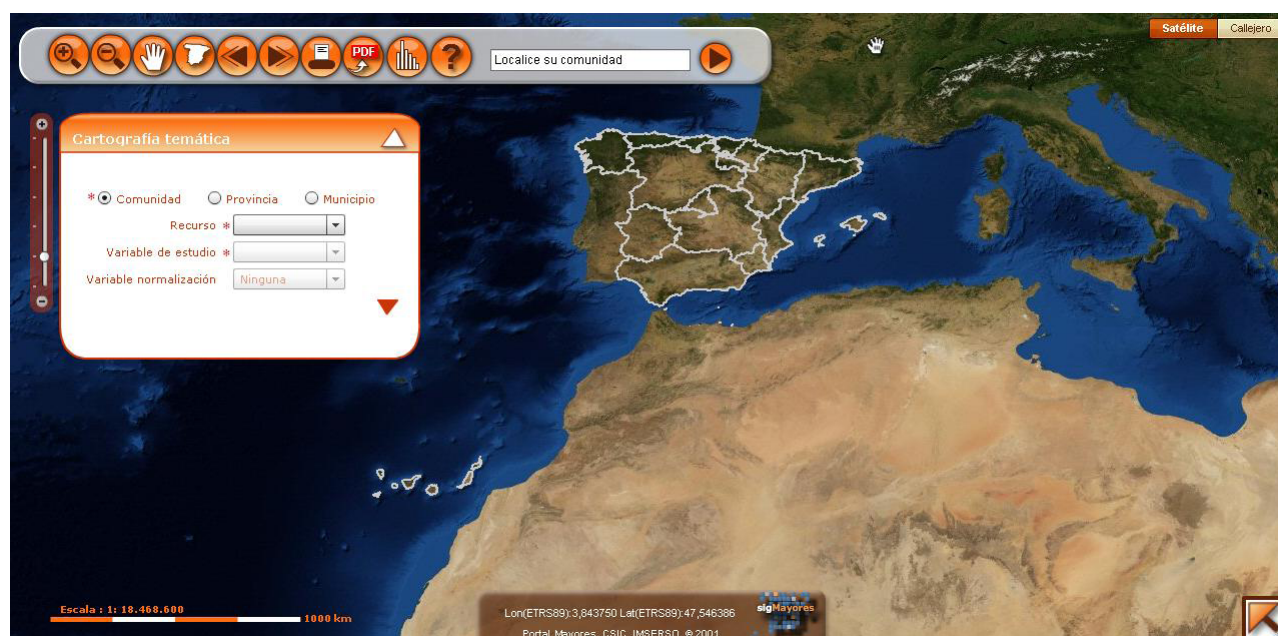 PDF
?
Localice su comunidad
Satélite Callejero
Cartografía temática
* Comunidad Provincia Municipio
Recurso *
Variable de estudio *
Variable normalización Ninguna
Escala : 1: 18.468.600
1000 km
Lon(ETRS89):3,843750 Lat(ETRS89):47,546386
sigMayores
Portal Mayores, CSIC, IMSERSO, © 2001